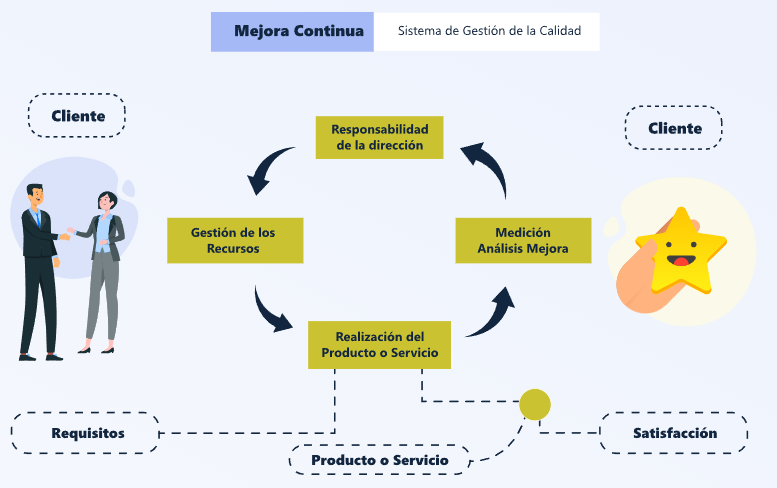 Mejora Continua
Sistema de Gestión de la Calidad
Cliente
Cliente
Responsabilidad
de la dirección
Gestión de los
Recursos
Medición
Análisis Mejora
Realización del
Producto o Servicio
Requisitos
Satisfacción
Producto o Servicio